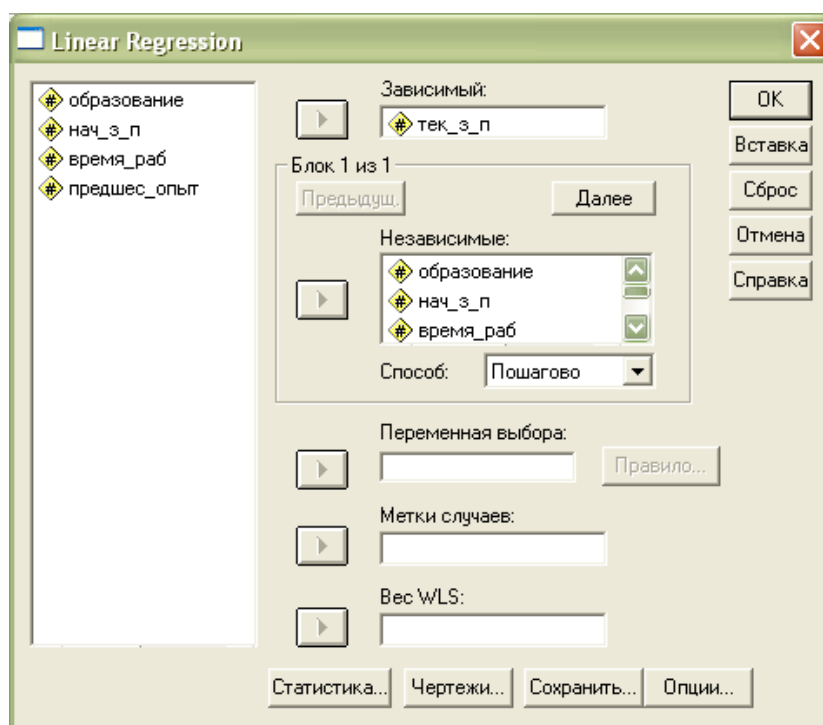 Linear Regression
образование
нач_з_п
время_раб
предшес_опыт
Зависимый:
тек_з_п
Блок 1 из 1
Предыдущ.
Далее
Независимые:
образование
нач_з_п
время_раб
Способ:
Пошагово
Переменная выбора:
Правило...
Метки случаев:
Вес WLS:
OK
Вставка
Сброс
Отмена
Справка
Статистика...
Чертежи...
Сохранить...
Опции...